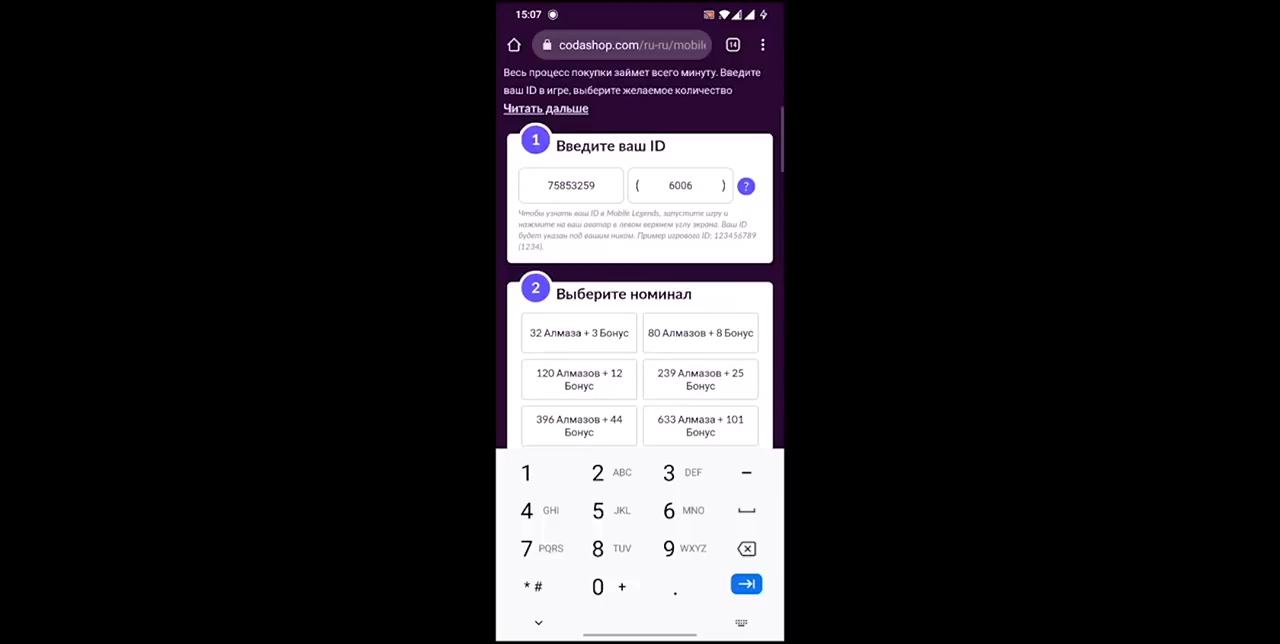 15:07
codashop.com/ru-ru/mobil
14
Весь процесс покупки займет всего минуту. Введите
ваш ID в игре, выберите желаемое количество
Читать дальше
1 Введите ваш ID
75853259 ( 6006 ) ?
Чтобы узнать ваш ID в Mobile Legends, запустите игру и
нажмите на ваш аватар в левом верхнем углу экрана. Ваш ID
будет указан под вашим ником. Пример игрового ID: 123456789
(1234).
2 Выберите номинал
32 Алмаза + 3 Бонус 80 Алмазов + 8 Бонус
120 Алмазов + 12
Бонус
239 Алмазов + 25
Бонус
396 Алмазов + 44
Бонус
633 Алмаза + 101
Бонус
1 2 ABC 3 DEF –
4 GHI 5 JKL 6 MNO
7 PQRS 8 TUV 9 WXYZ
* # 0 + .